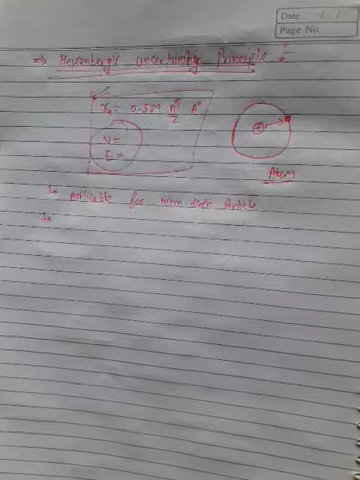 Date / /
Page No.
⇒ Heisenberg's uncertainty Principle :
rn = 0.529 n²/z A°
V =
E =
+
Atom
↳ Applicable for micro scopic Particle
↳